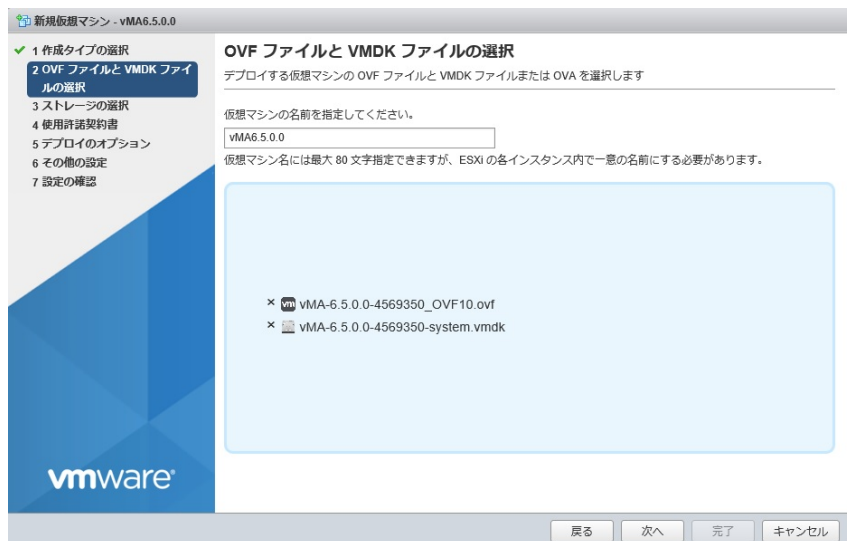 新規仮想マシン - vMA6.5.0.0
1 作成タイプの選択
2 OVF ファイルと VMDK ファイ
ルの選択
3 ストレージの選択
4 使用許諾契約書
5 デプロイのオプション
6 その他の設定
7 設定の確認
OVF ファイルと VMDK ファイルの選択
デプロイする仮想マシンの OVF ファイルと VMDK ファイルまたは OVA を選択します
仮想マシンの名前を指定してください。
vMA6.5.0.0
仮想マシン名には最大 80 文字指定できますが、ESXi の各インスタンス内で一意の名前にする必要があります。
× vm vMA-6.5.0.0-4569350_OVF10.ovf
× vMA-6.5.0.0-4569350-system.vmdk
vmware®
戻る 次へ 完了 キャンセル